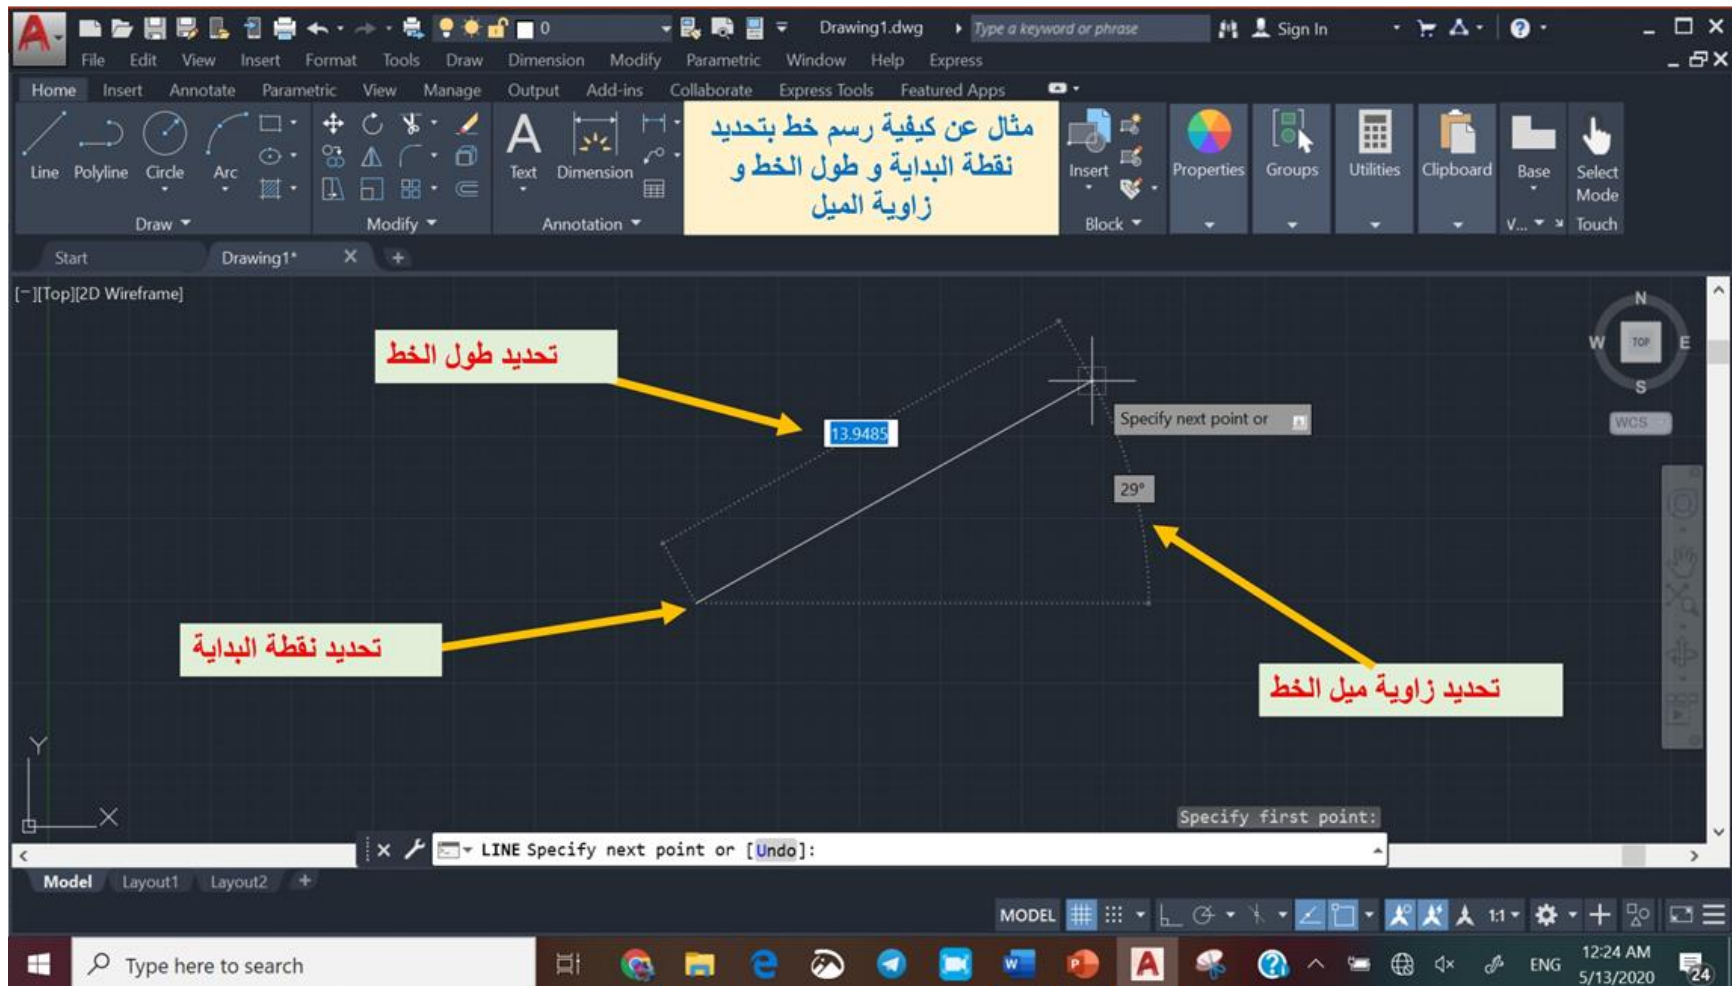 0
Drawing1.dwg
Type a keyword or phrase
Sign In
File Edit View Insert Format Tools Draw Dimension Modify Parametric Window Help Express
Home Insert Annotate Parametric View Manage Output Add-ins Collaborate Express Tools Featured Apps
مثال عن كيفية رسم خط بتحديد
نقطة البداية و طول الخط و
زاوية الميل
Line Polyline Circle Arc
Text Dimension
Insert
Properties Groups Utilities Clipboard Base Select
Mode
Draw Modify Annotation Block V... Touch
Start Drawing1* +
[−][Top][2D Wireframe]
N
W TOP E
S
WCS
تحديد طول الخط
13.9485
Specify next point or
29°
تحديد نقطة البداية
تحديد زاوية ميل الخط
Y
X
Specify first point:
LINE Specify next point or [Undo]:
Model Layout1 Layout2 +
MODEL 1:1
Type here to search
ENG
12:24 AM
5/13/2020
24